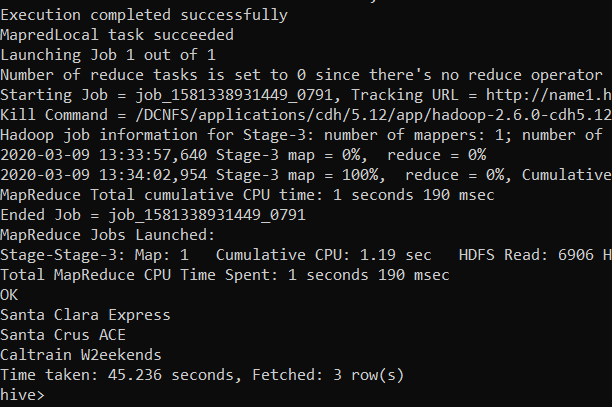 Execution completed successfully
MapredLocal task succeeded
Launching Job 1 out of 1
Number of reduce tasks is set to 0 since there's no reduce operator
Starting Job = job_1581338931449_0791, Tracking URL = http://name1.h
Kill Command = /DCNFS/applications/cdh/5.12/app/hadoop-2.6.0-cdh5.12
Hadoop job information for Stage-3: number of mappers: 1; number of
2020-03-09 13:33:57,640 Stage-3 map = 0%,  reduce = 0%
2020-03-09 13:34:02,954 Stage-3 map = 100%,  reduce = 0%, Cumulative
MapReduce Total cumulative CPU time: 1 seconds 190 msec
Ended Job = job_1581338931449_0791
MapReduce Jobs Launched:
Stage-Stage-3: Map: 1   Cumulative CPU: 1.19 sec   HDFS Read: 6906 H
Total MapReduce CPU Time Spent: 1 seconds 190 msec
OK
Santa Clara Express
Santa Crus ACE
Caltrain W2eekends
Time taken: 45.236 seconds, Fetched: 3 row(s)
hive>